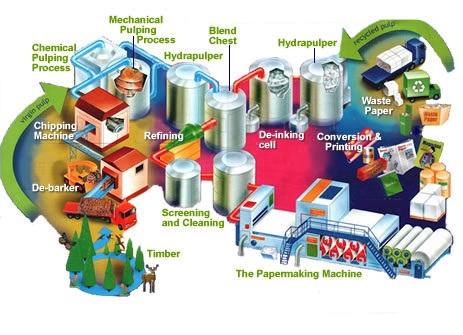 Mechanical
Pulping Process
Blend
Chest
Chemical
Pulping
Process
Hydrapulper
Hydrapulper
recycled pulp
virgin pulp
Waste
Paper
Chipping
Machine
Refining
De-inking
cell
Conversion &
Printing
De-barker
Screening
and Cleaning
Timber
The Papermaking Machine